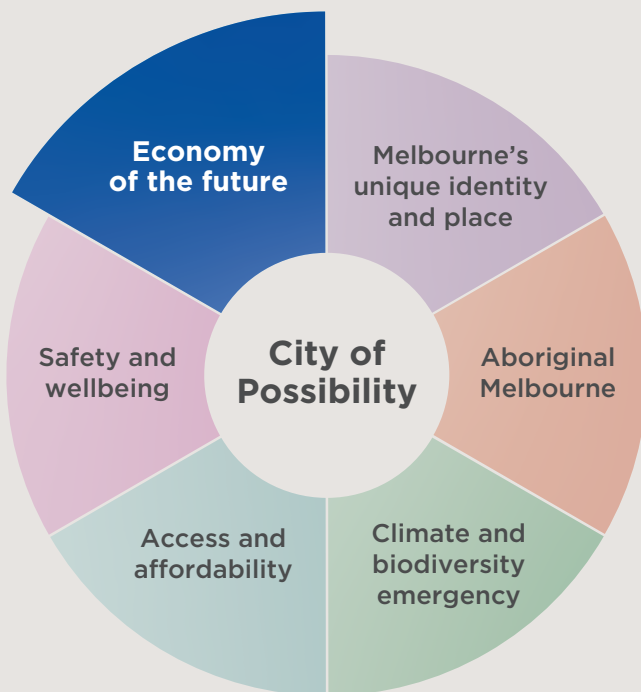 Economy
of the future
Melbourne’s
unique identity
and place
Aboriginal
Melbourne
Climate and
biodiversity
emergency
Access and
affordability
Safety and
wellbeing
City of
Possibility